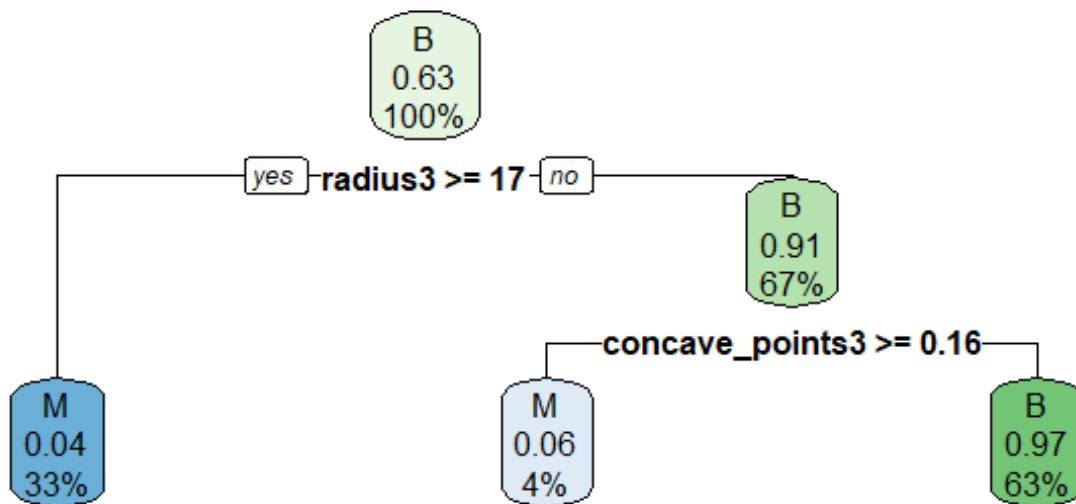 B
0.63
100%
yes radius3 >= 17 no
B
0.91
67%
concave_points3 >= 0.16
M
0.04
33%
M
0.06
4%
B
0.97
63%